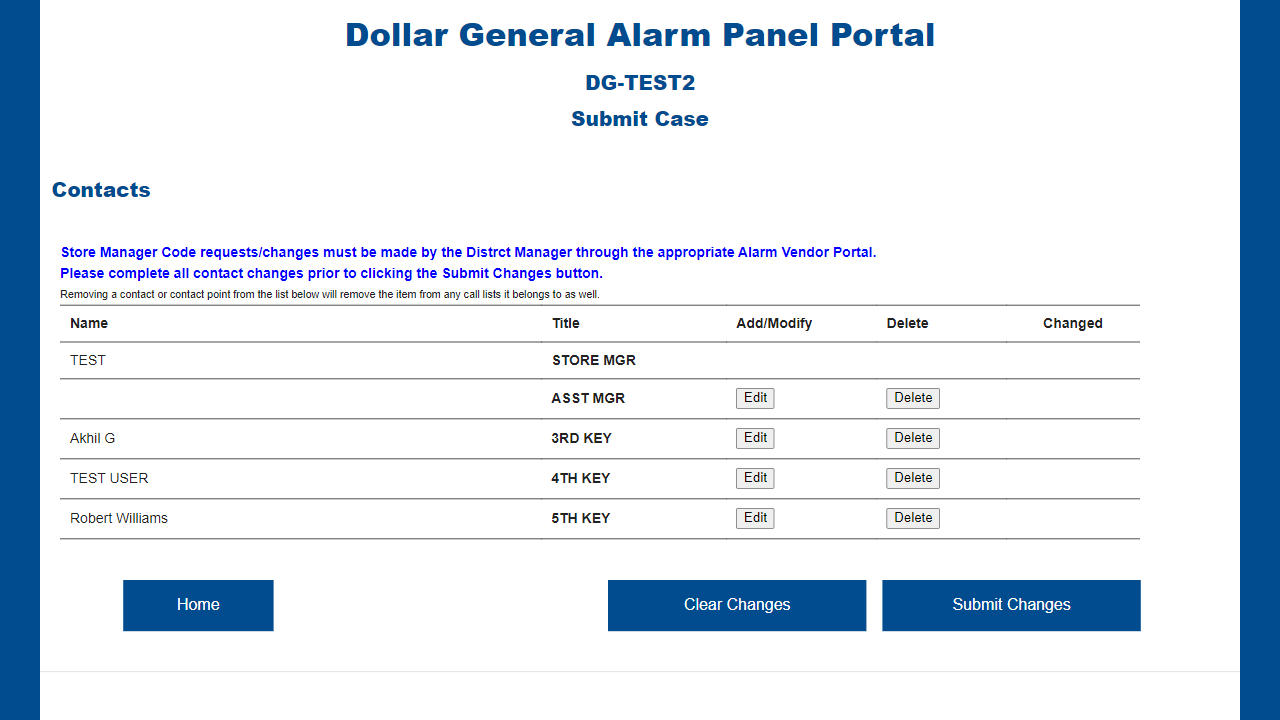 Dollar General Alarm Panel Portal
DG-TEST2
Submit Case
Contacts
Store Manager Code requests/changes must be made by the Distrct Manager through the appropriate Alarm Vendor Portal.
Please complete all contact changes prior to clicking the Submit Changes button.
Removing a contact or contact point from the list below will remove the item from any call lists it belongs to as well.
Name Title Add/Modify Delete Changed
TEST STORE MGR
ASST MGR Edit Delete
Akhil G 3RD KEY Edit Delete
TEST USER 4TH KEY Edit Delete
Robert Williams 5TH KEY Edit Delete
Home Clear Changes Submit Changes